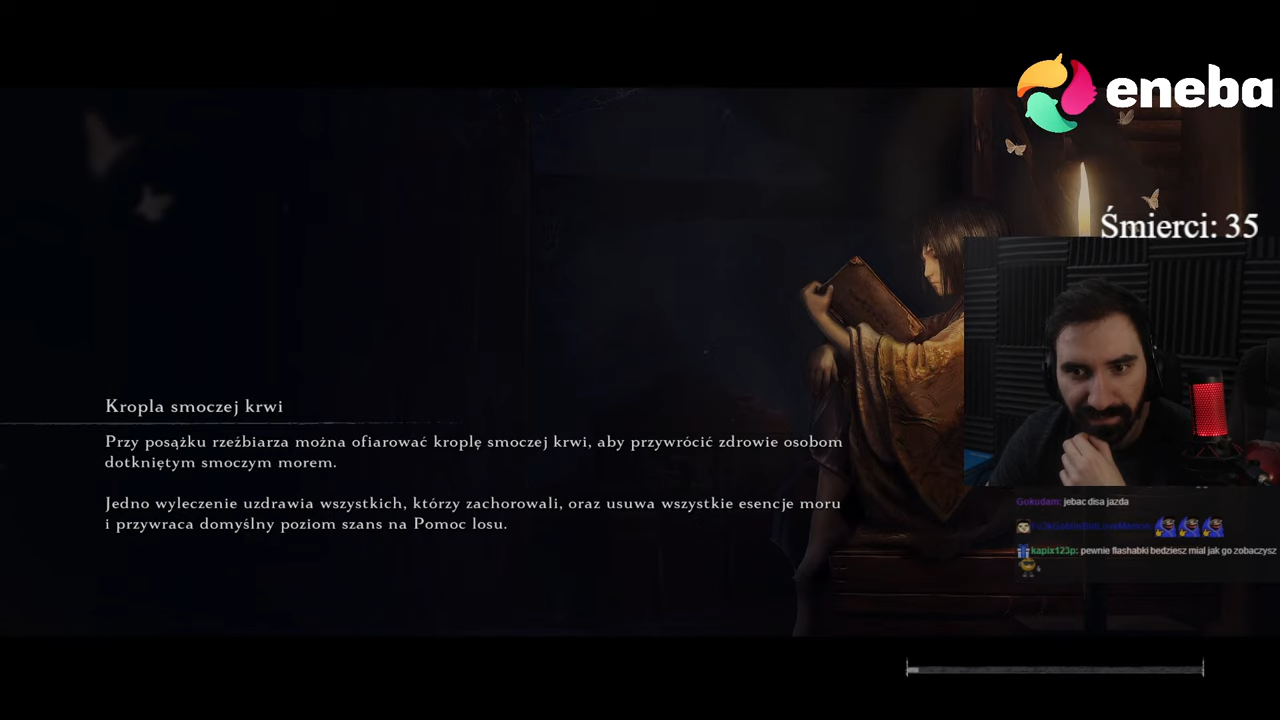 eneba
Śmierci: 35
Kropla smoczej krwi
Przy posążku rzeźbiarza można ofiarować kroplę smoczej krwi, aby przywrócić zdrowie osobom
dotkniętym smoczym morem.
Jedno wyleczenie uzdrawia wszystkich, którzy zachorowali, oraz usuwa wszystkie esencje moru
i przywraca domyślny poziom szans na Pomoc losu.
Gokudam: jebac disa jazda
kapix123p: pewnie flashabki bedziesz mial jak go zobaczysz